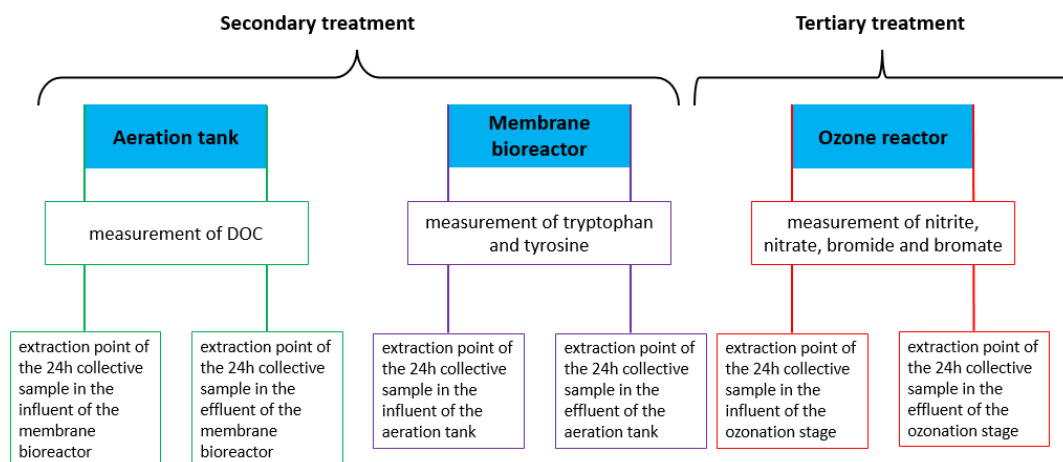 Secondary treatment
Tertiary treatment
Aeration tank
Membrane
bioreactor
Ozone reactor
measurement of DOC
measurement of tryptophan
and tyrosine
measurement of nitrite,
nitrate, bromide and bromate
extraction point of
the 24h collective
sample in the
influent of the
membrane
bioreactor
extraction point of
the 24h collective
sample in the
effluent of the
membrane
bioreactor
extraction point of
the 24h collective
sample in the
influent of the
aeration tank
extraction point of
the 24h collective
sample in the
effluent of the
aeration tank
extraction point of
the 24h collective
sample in the
influent of the
ozonation stage
extraction point of
the 24h collective
sample in the
effluent of the
ozonation stage